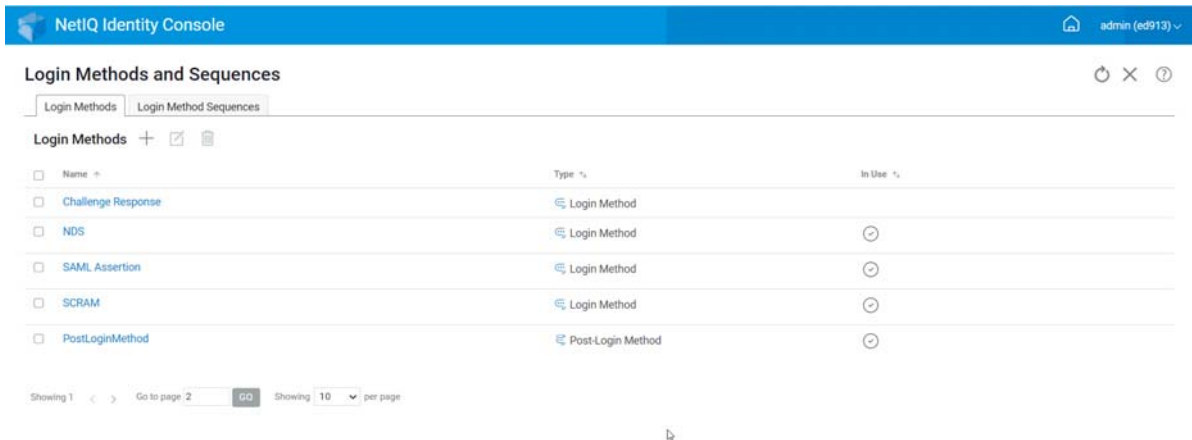 NetIQ Identity Console
admin (ed913)
Login Methods and Sequences
Login Methods Login Method Sequences
Login Methods
Name Type In Use
Challenge Response Login Method
NDS Login Method
SAML Assertion Login Method
SCRAM Login Method
PostLoginMethod Post-Login Method
Showing 1 Go to page 2 GO Showing 10 per page